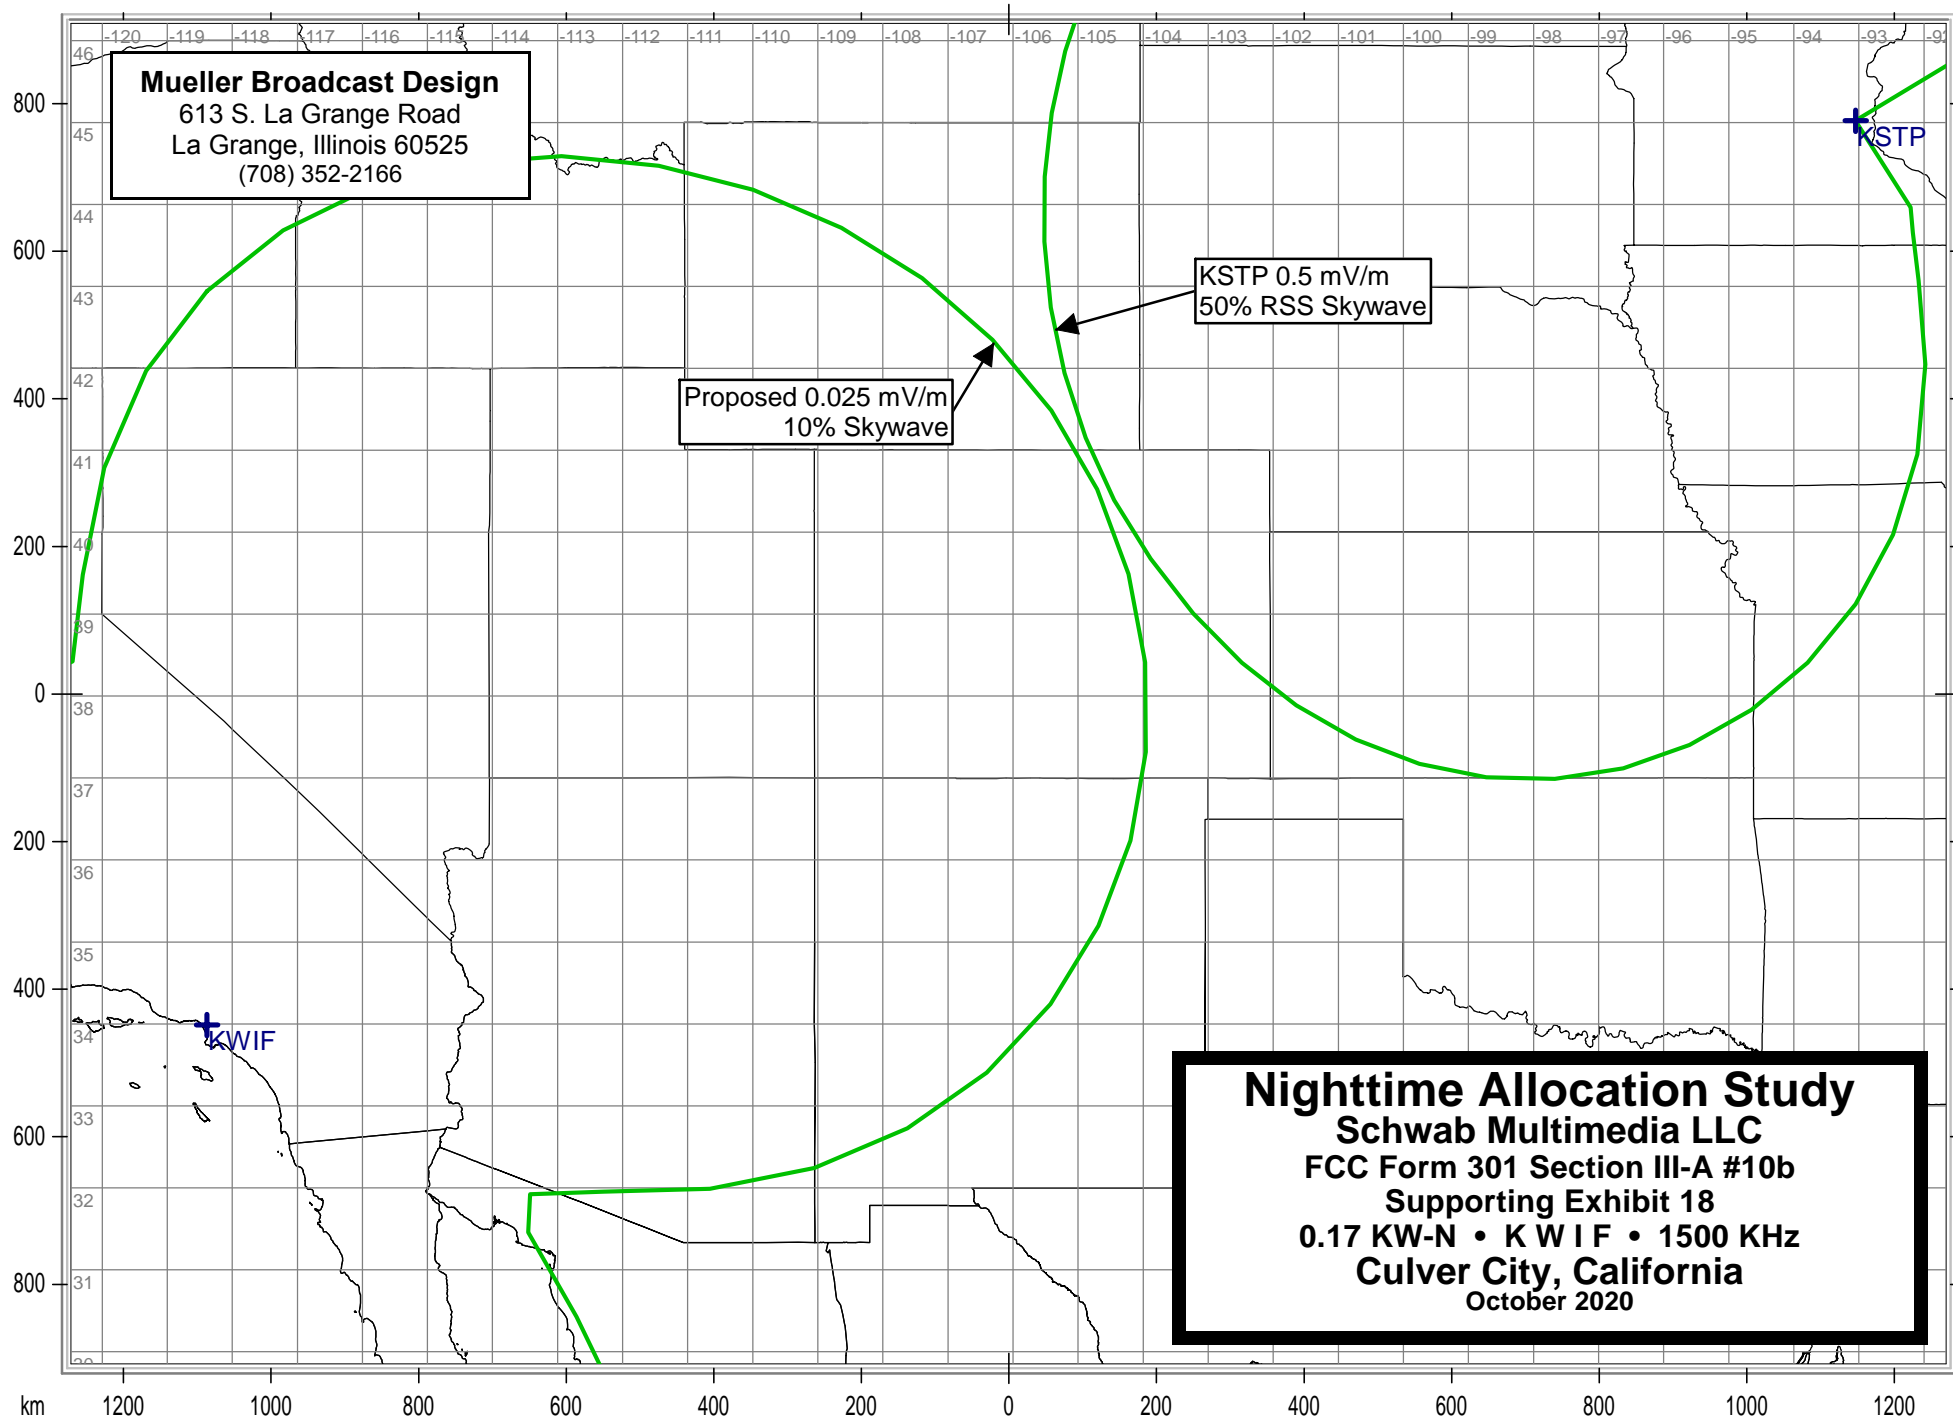 -120 -119 -118 -117 -116 -115 -114 -113 -112 -111 -110 -109 -108 -107 -106 -105 -104 -103 -102 -101 -100 -99 -98 -97 -96 -95 -94 -93 -92
46
Mueller Broadcast Design
613 S. La Grange Road
La Grange, Illinois 60525
(708) 352-2166
800
45
KSTP
44
600
KSTP 0.5 mV/m
50% RSS Skywave
43
42
400
Proposed 0.025 mV/m
10% Skywave
41
200
40
39
0
38
37
200
36
35
400
34
KWIF
33
600
32
31
800
30
Nighttime Allocation Study
Schwab Multimedia LLC
FCC Form 301 Section III-A #10b
Supporting Exhibit 18
0.17 KW-N • K W I F • 1500 KHz
Culver City, California
October 2020
km 1200 1000 800 600 400 200 0 200 400 600 800 1000 1200